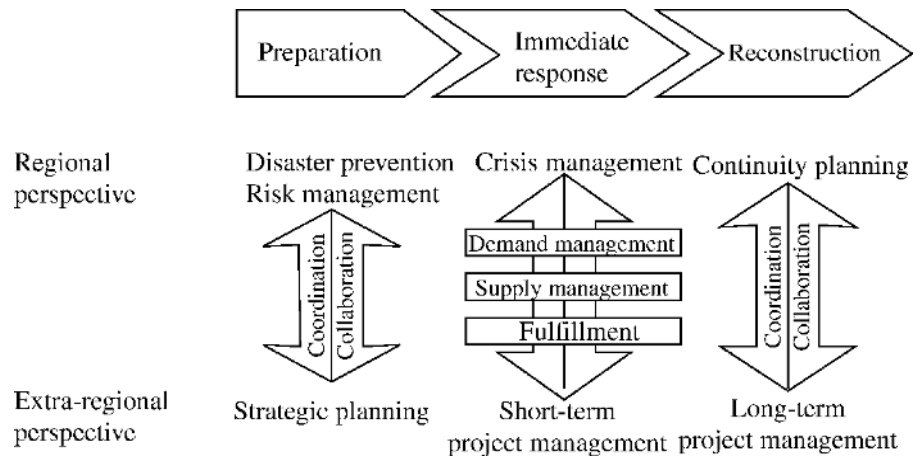 Preparation
Immediate
response
Reconstruction
Regional
perspective
Disaster prevention
Risk management
Crisis management
Continuity planning
Coordination
Collaboration
Demand management
Supply management
Fulfillment
Coordination
Collaboration
Extra-regional
perspective
Strategic planning
Short-term
project management
Long-term
project management